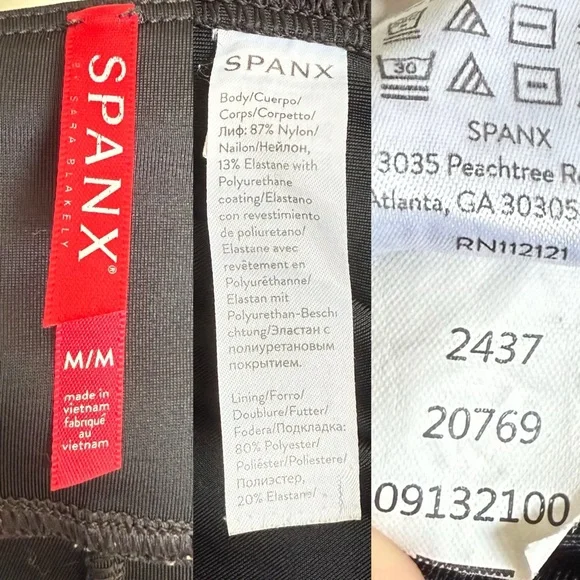 SPANX®
BY SARA BLAKELY
M/M
made in
vietnam
fabriqué
au
vietnam
SPANX
Body/Cuerpo/
Corps/Corpetto/
Лиф: 87% Nylon/
Nailon/Нейлон,
13% Elastane with
Polyurethane
coating/Elastano
con revestimiento
de poliuretano/
Elastane avec
revêtement en
Polyuréthanne/
Elastan mit
Polyurethan-Beschi
chtung/Эластан с
полиуретановым
покрытием.
Lining/Forro/
Doublure/Futter/
Fodera/Подкладка:
80% Polyester/
Poliéster/Poliestere/
Полиэстер,
20% Elastane/
30
SPANX
3035 Peachtree
Atlanta, GA 30305
RN112121
2437
20769
09132100